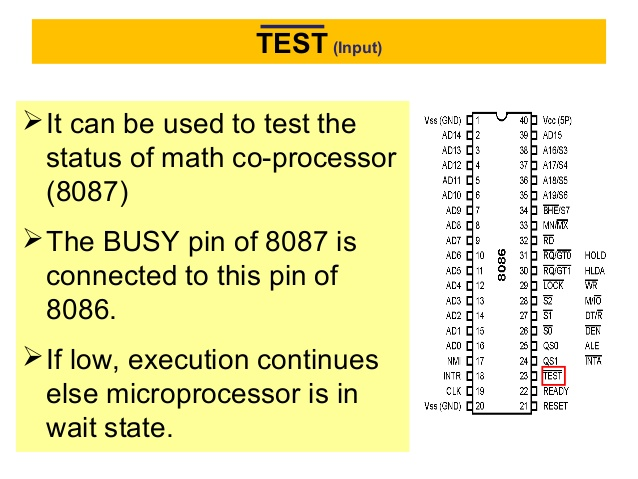 TEST (Input)
➢It can be used to test the
status of math co-processor
(8087)
➢The BUSY pin of 8087 is
connected to this pin of
8086.
➢If low, execution continues
else microprocessor is in
wait state.
Vss (GND) 1 40 Vcc (5P)
AD14 2 39 AD15
AD13 3 38 A16/S3
AD12 4 37 A17/S4
AD11 5 36 A18/S5
AD10 6 35 A19/S6
AD9 7 34 BHE/S7
AD8 8 33 MN/MX
AD7 9 32 RD
AD6 10 31 RQ/GT0 HOLD
AD5 11 30 RQ/GT1 HLDA
AD4 12 29 LOCK WR
AD3 13 28 S2 M/IO
AD2 14 27 S1 DT/R
AD1 15 26 S0 DEN
AD0 16 25 QS0 ALE
NMI 17 24 QS1 INTA
INTR 18 23 TEST
CLK 19 22 READY
Vss (GND) 20 21 RESET
8086